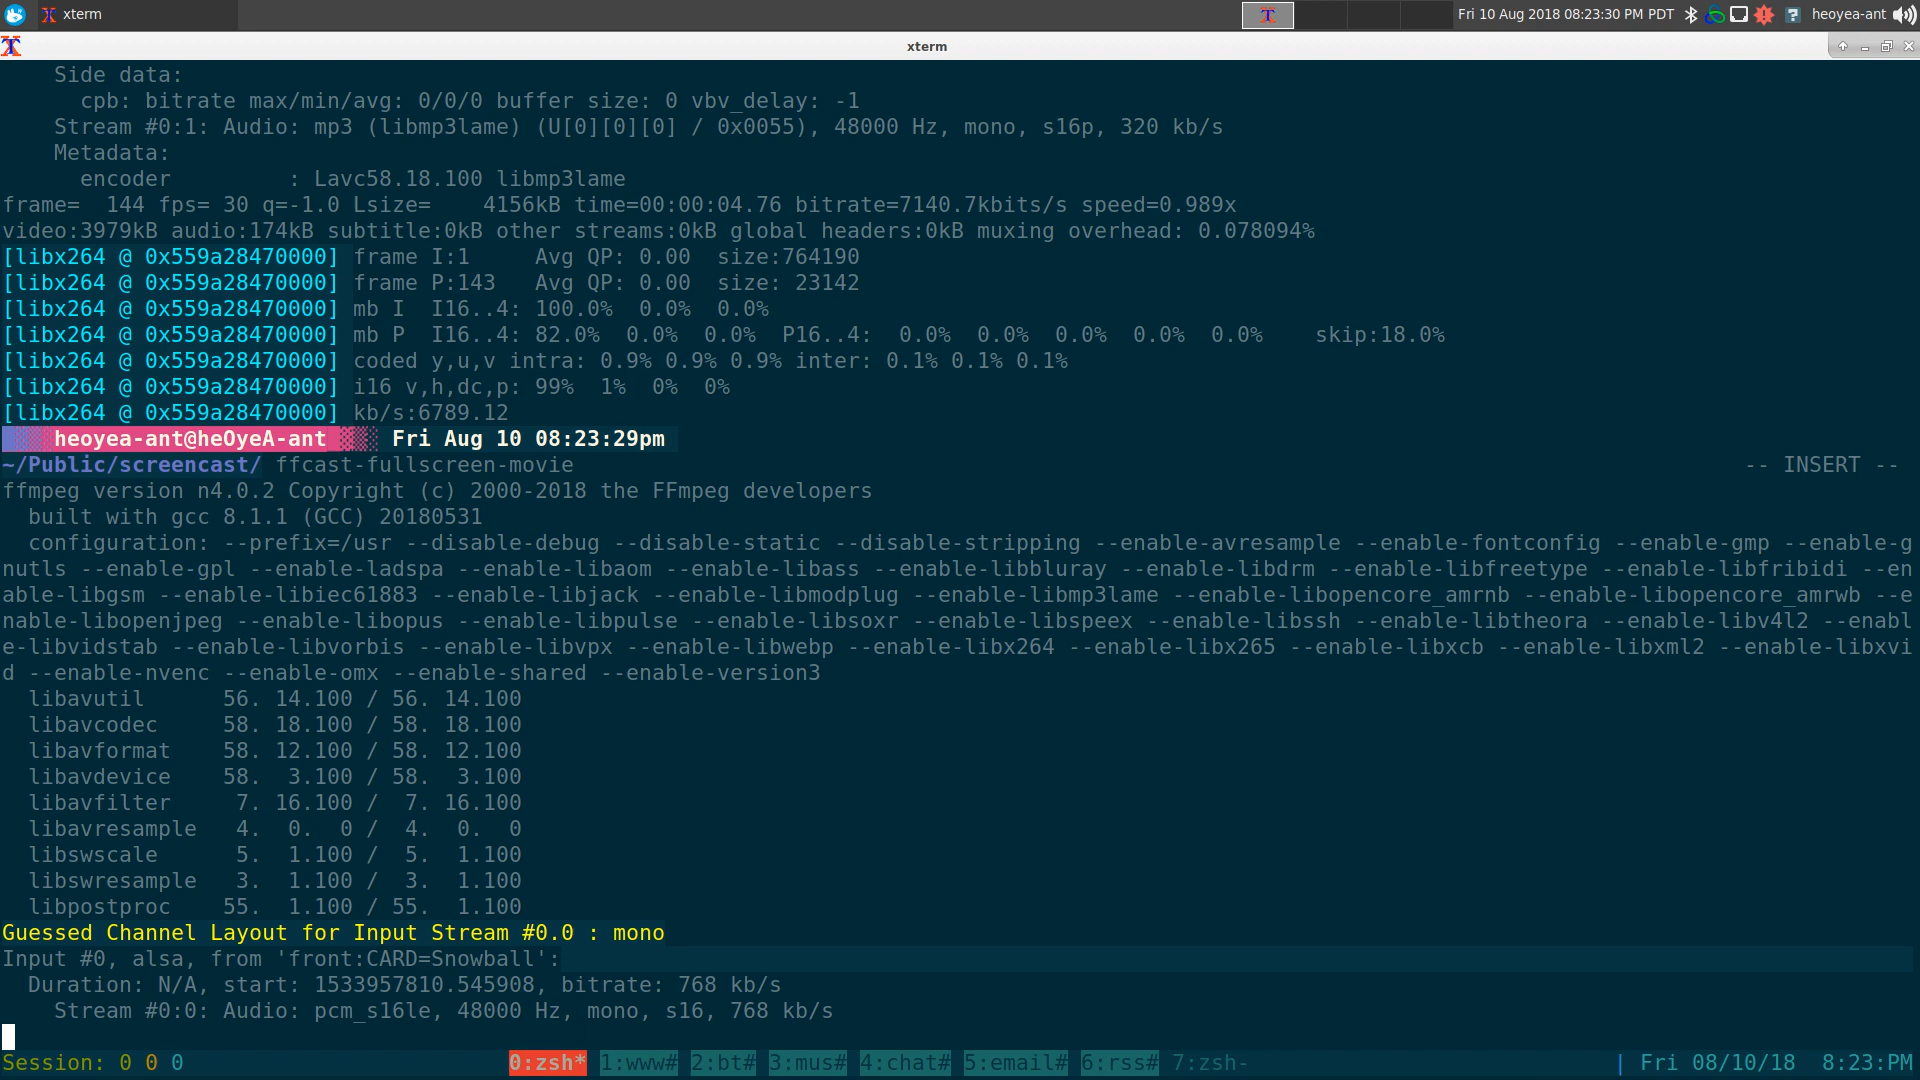 xterm
Fri 10 Aug 2018 08:23:30 PM PDT heoyea-ant
xterm
Side data:
cpb: bitrate max/min/avg: 0/0/0 buffer size: 0 vbv_delay: -1
Stream #0:1: Audio: mp3 (libmp3lame) (U[0][0][0] / 0x0055), 48000 Hz, mono, s16p, 320 kb/s
Metadata:
encoder         : Lavc58.18.100 libmp3lame
frame=  144 fps= 30 q=-1.0 Lsize=    4156kB time=00:00:04.76 bitrate=7140.7kbits/s speed=0.989x
video:3979kB audio:174kB subtitle:0kB other streams:0kB global headers:0kB muxing overhead: 0.078094%
[libx264 @ 0x559a28470000] frame I:1     Avg QP: 0.00  size:764190
[libx264 @ 0x559a28470000] frame P:143   Avg QP: 0.00  size: 23142
[libx264 @ 0x559a28470000] mb I  I16..4: 100.0%  0.0%  0.0%
[libx264 @ 0x559a28470000] mb P  I16..4: 82.0%  0.0%  0.0%  P16..4:  0.0%  0.0%  0.0%  0.0%  0.0%    skip:18.0%
[libx264 @ 0x559a28470000] coded y,u,v intra: 0.9% 0.9% 0.9% inter: 0.1% 0.1% 0.1%
[libx264 @ 0x559a28470000] i16 v,h,dc,p: 99%  1%  0%  0%
[libx264 @ 0x559a28470000] kb/s:6789.12
heoyea-ant@heOyeA-ant Fri Aug 10 08:23:29pm
~/Public/screencast/ ffcast-fullscreen-movie -- INSERT --
ffmpeg version n4.0.2 Copyright (c) 2000-2018 the FFmpeg developers
built with gcc 8.1.1 (GCC) 20180531
configuration: --prefix=/usr --disable-debug --disable-static --disable-stripping --enable-avresample --enable-fontconfig --enable-gmp --enable-g
nutls --enable-gpl --enable-ladspa --enable-libaom --enable-libass --enable-libbluray --enable-libdrm --enable-libfreetype --enable-libfribidi --en
able-libgsm --enable-libiec61883 --enable-libjack --enable-libmodplug --enable-libmp3lame --enable-libopencore_amrnb --enable-libopencore_amrwb --e
nable-libopenjpeg --enable-libopus --enable-libpulse --enable-libsoxr --enable-libspeex --enable-libssh --enable-libtheora --enable-libv4l2 --enabl
e-libvidstab --enable-libvorbis --enable-libvpx --enable-libwebp --enable-libx264 --enable-libx265 --enable-libxcb --enable-libxml2 --enable-libxvi
d --enable-nvenc --enable-omx --enable-shared --enable-version3
libavutil      56. 14.100 / 56. 14.100
libavcodec     58. 18.100 / 58. 18.100
libavformat    58. 12.100 / 58. 12.100
libavdevice    58.  3.100 / 58.  3.100
libavfilter     7. 16.100 /  7. 16.100
libavresample   4.  0.  0 /  4.  0.  0
libswscale      5.  1.100 /  5.  1.100
libswresample   3.  1.100 /  3.  1.100
libpostproc    55.  1.100 / 55.  1.100
Guessed Channel Layout for Input Stream #0.0 : mono
Input #0, alsa, from 'front:CARD=Snowball':
Duration: N/A, start: 1533957810.545908, bitrate: 768 kb/s
Stream #0:0: Audio: pcm_s16le, 48000 Hz, mono, s16, 768 kb/s
Session: 0 0 0 0:zsh* 1:www# 2:bt# 3:mus# 4:chat# 5:email# 6:rss# 7:zsh- | Fri 08/10/18  8:23:PM